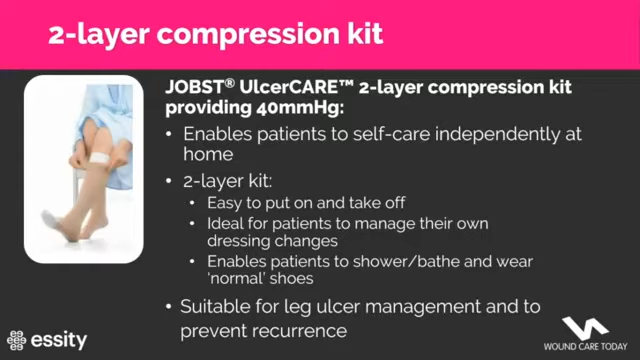 2-layer compression kit
JOBST® UlcerCARE™ 2-layer compression kit
providing 40mmHg:
• Enables patients to self-care independently at
home
• 2-layer kit:
• Easy to put on and take off
• Ideal for patients to manage their own
dressing changes
• Enables patients to shower/bathe and wear
‘normal’ shoes
• Suitable for leg ulcer management and to
prevent recurrence
essity
WOUND CARE TODAY